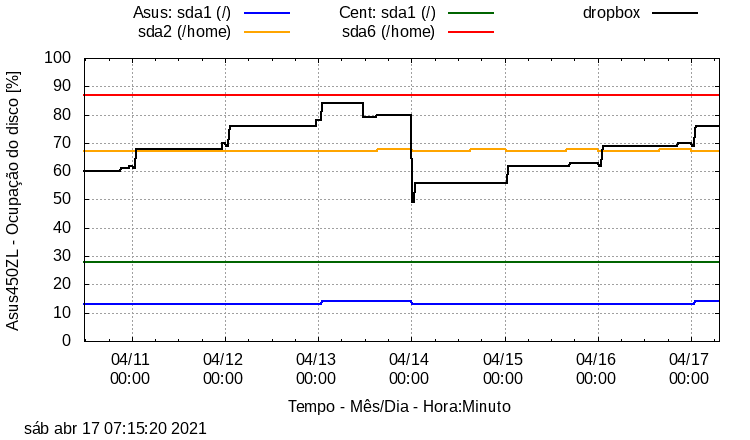 Asus: sda1 (/) Cent: sda1 (/) dropbox
sda2 (/home) sda6 (/home)
Asus450ZL - Ocupação do disco [%]
100
90
80
70
60
50
40
30
20
10
0
04/11 04/12 04/13 04/14 04/15 04/16 04/17
00:00 00:00 00:00 00:00 00:00 00:00 00:00
Tempo - Mês/Dia - Hora:Minuto
sáb abr 17 07:15:20 2021